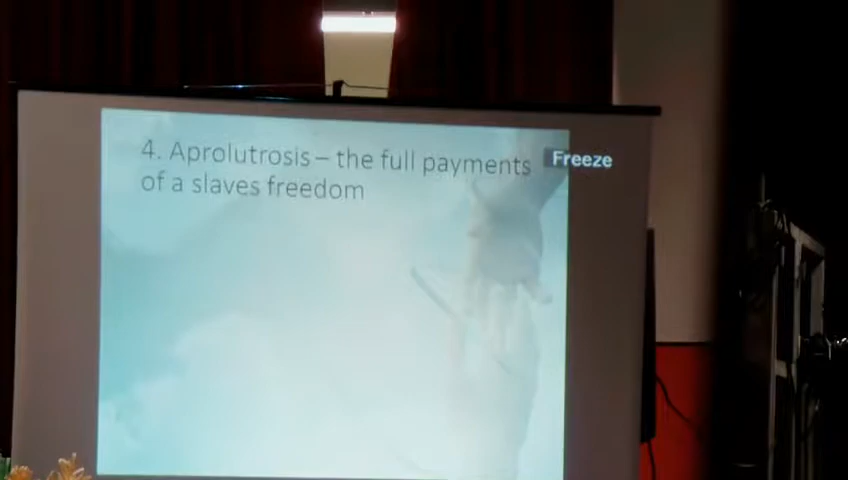 4. Aprolutrosis – the full payments
of a slaves freedom
Freeze